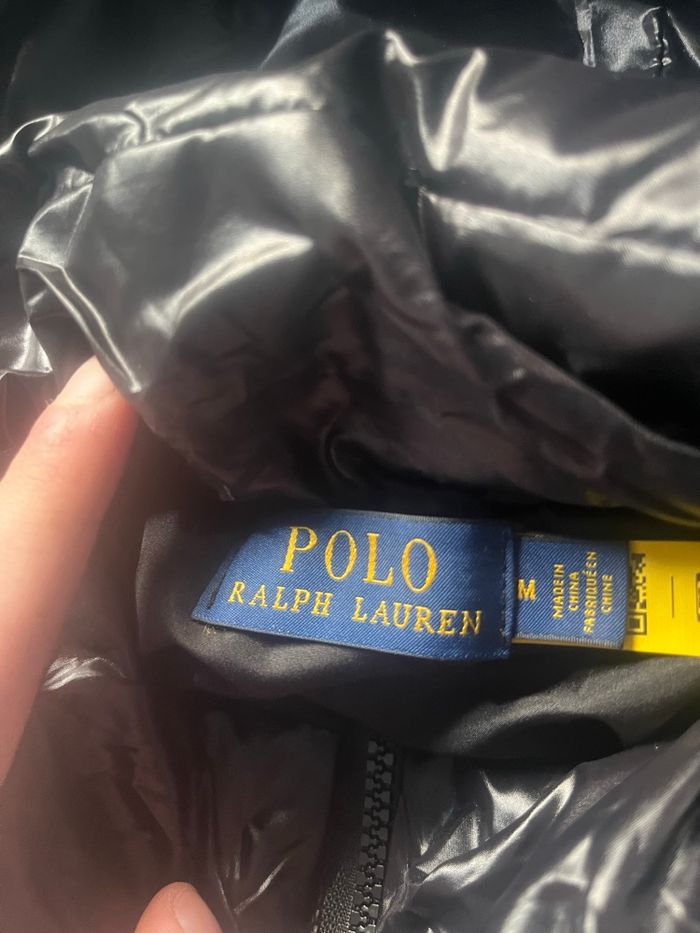 POLO
RALPH LAUREN
M
MADE IN
CHINA
FABRIQUÉ EN
CHINE